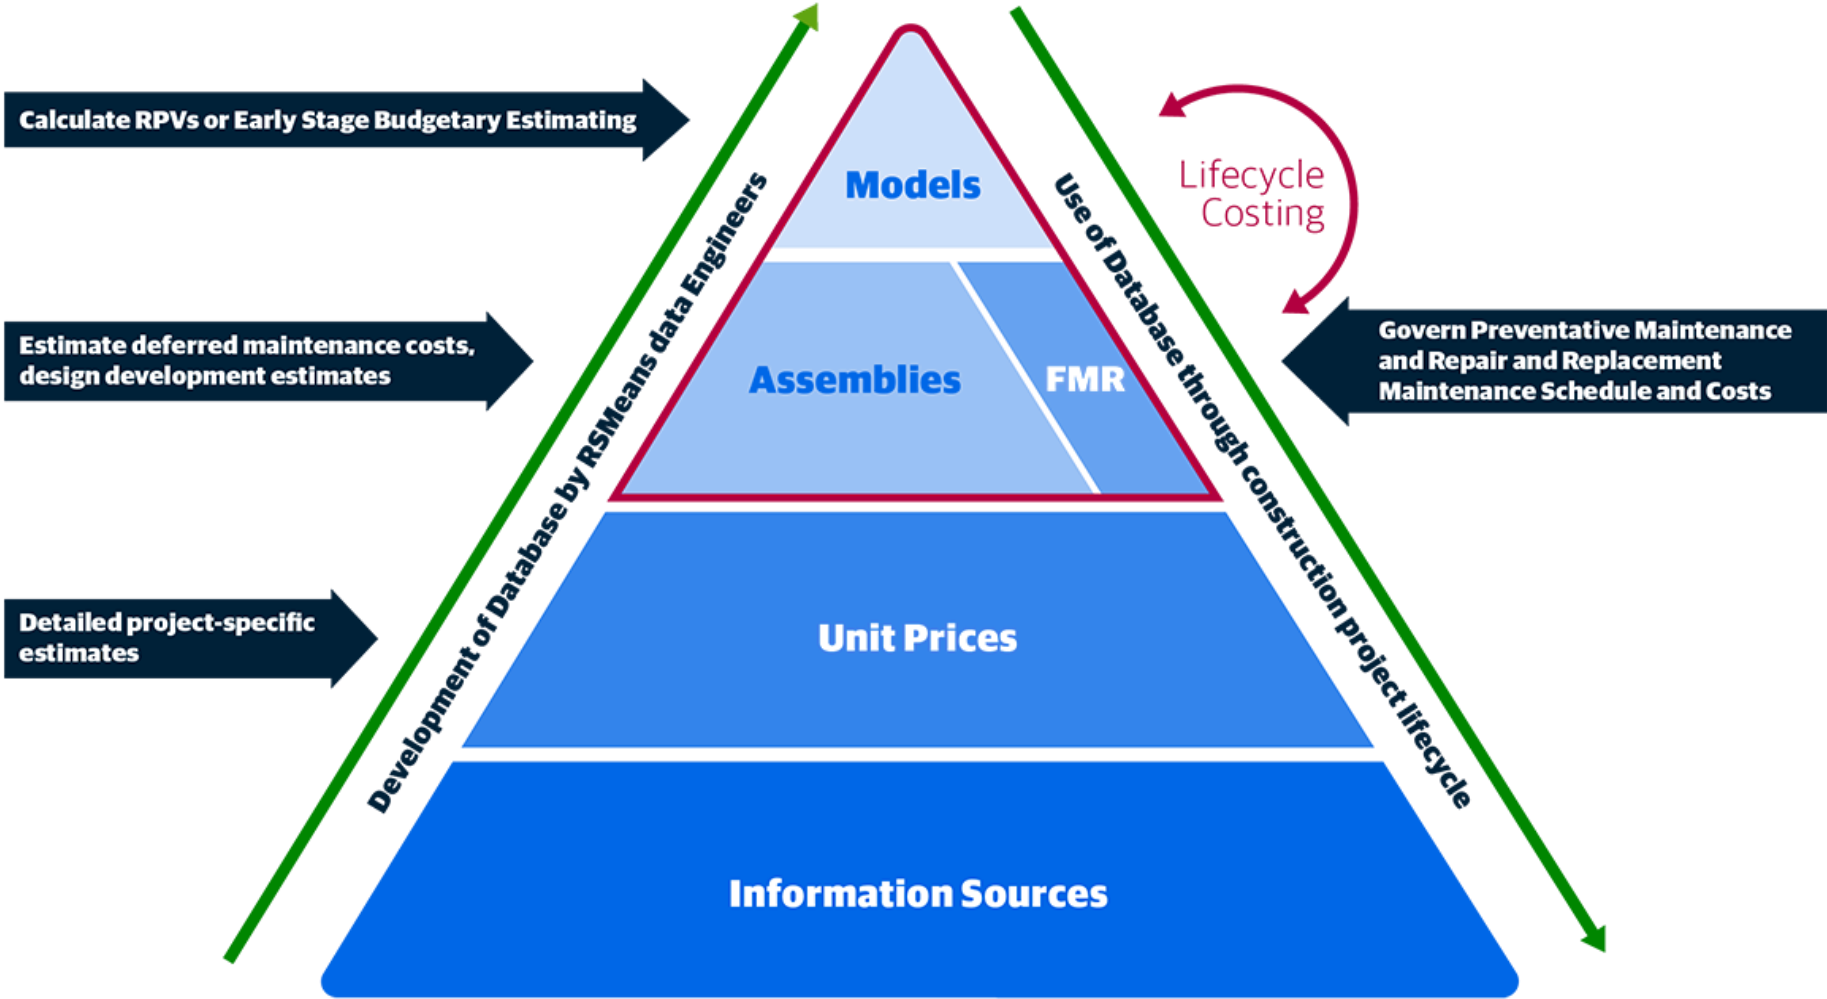 Calculate RPVs or Early Stage Budgetary Estimating
Models
Lifecycle
Costing
Development of Database by RSMeans data Engineers
Use of Database through construction project lifecycle
Estimate deferred maintenance costs,
design development estimates
Assemblies
FMR
Govern Preventative Maintenance
and Repair and Replacement
Maintenance Schedule and Costs
Detailed project-specific
estimates
Unit Prices
Information Sources